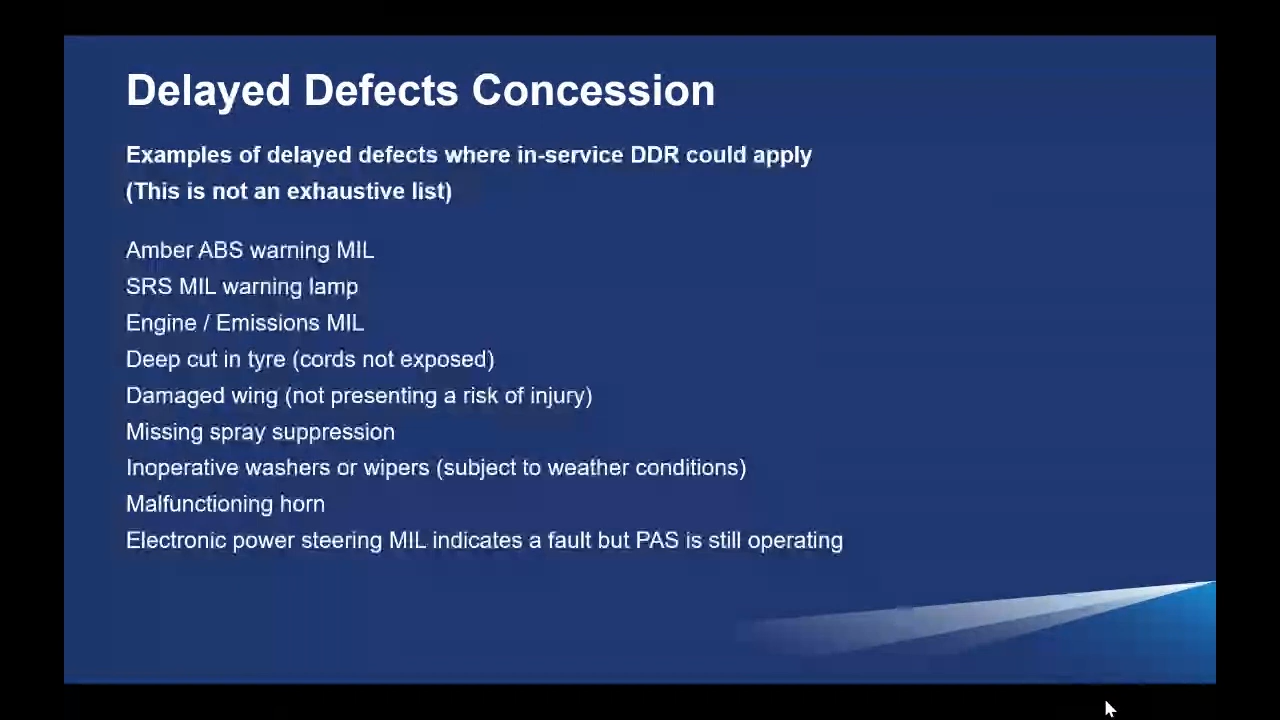 Delayed Defects Concession
Examples of delayed defects where in-service DDR could apply
(This is not an exhaustive list)
Amber ABS warning MIL
SRS MIL warning lamp
Engine / Emissions MIL
Deep cut in tyre (cords not exposed)
Damaged wing (not presenting a risk of injury)
Missing spray suppression
Inoperative washers or wipers (subject to weather conditions)
Malfunctioning horn
Electronic power steering MIL indicates a fault but PAS is still operating